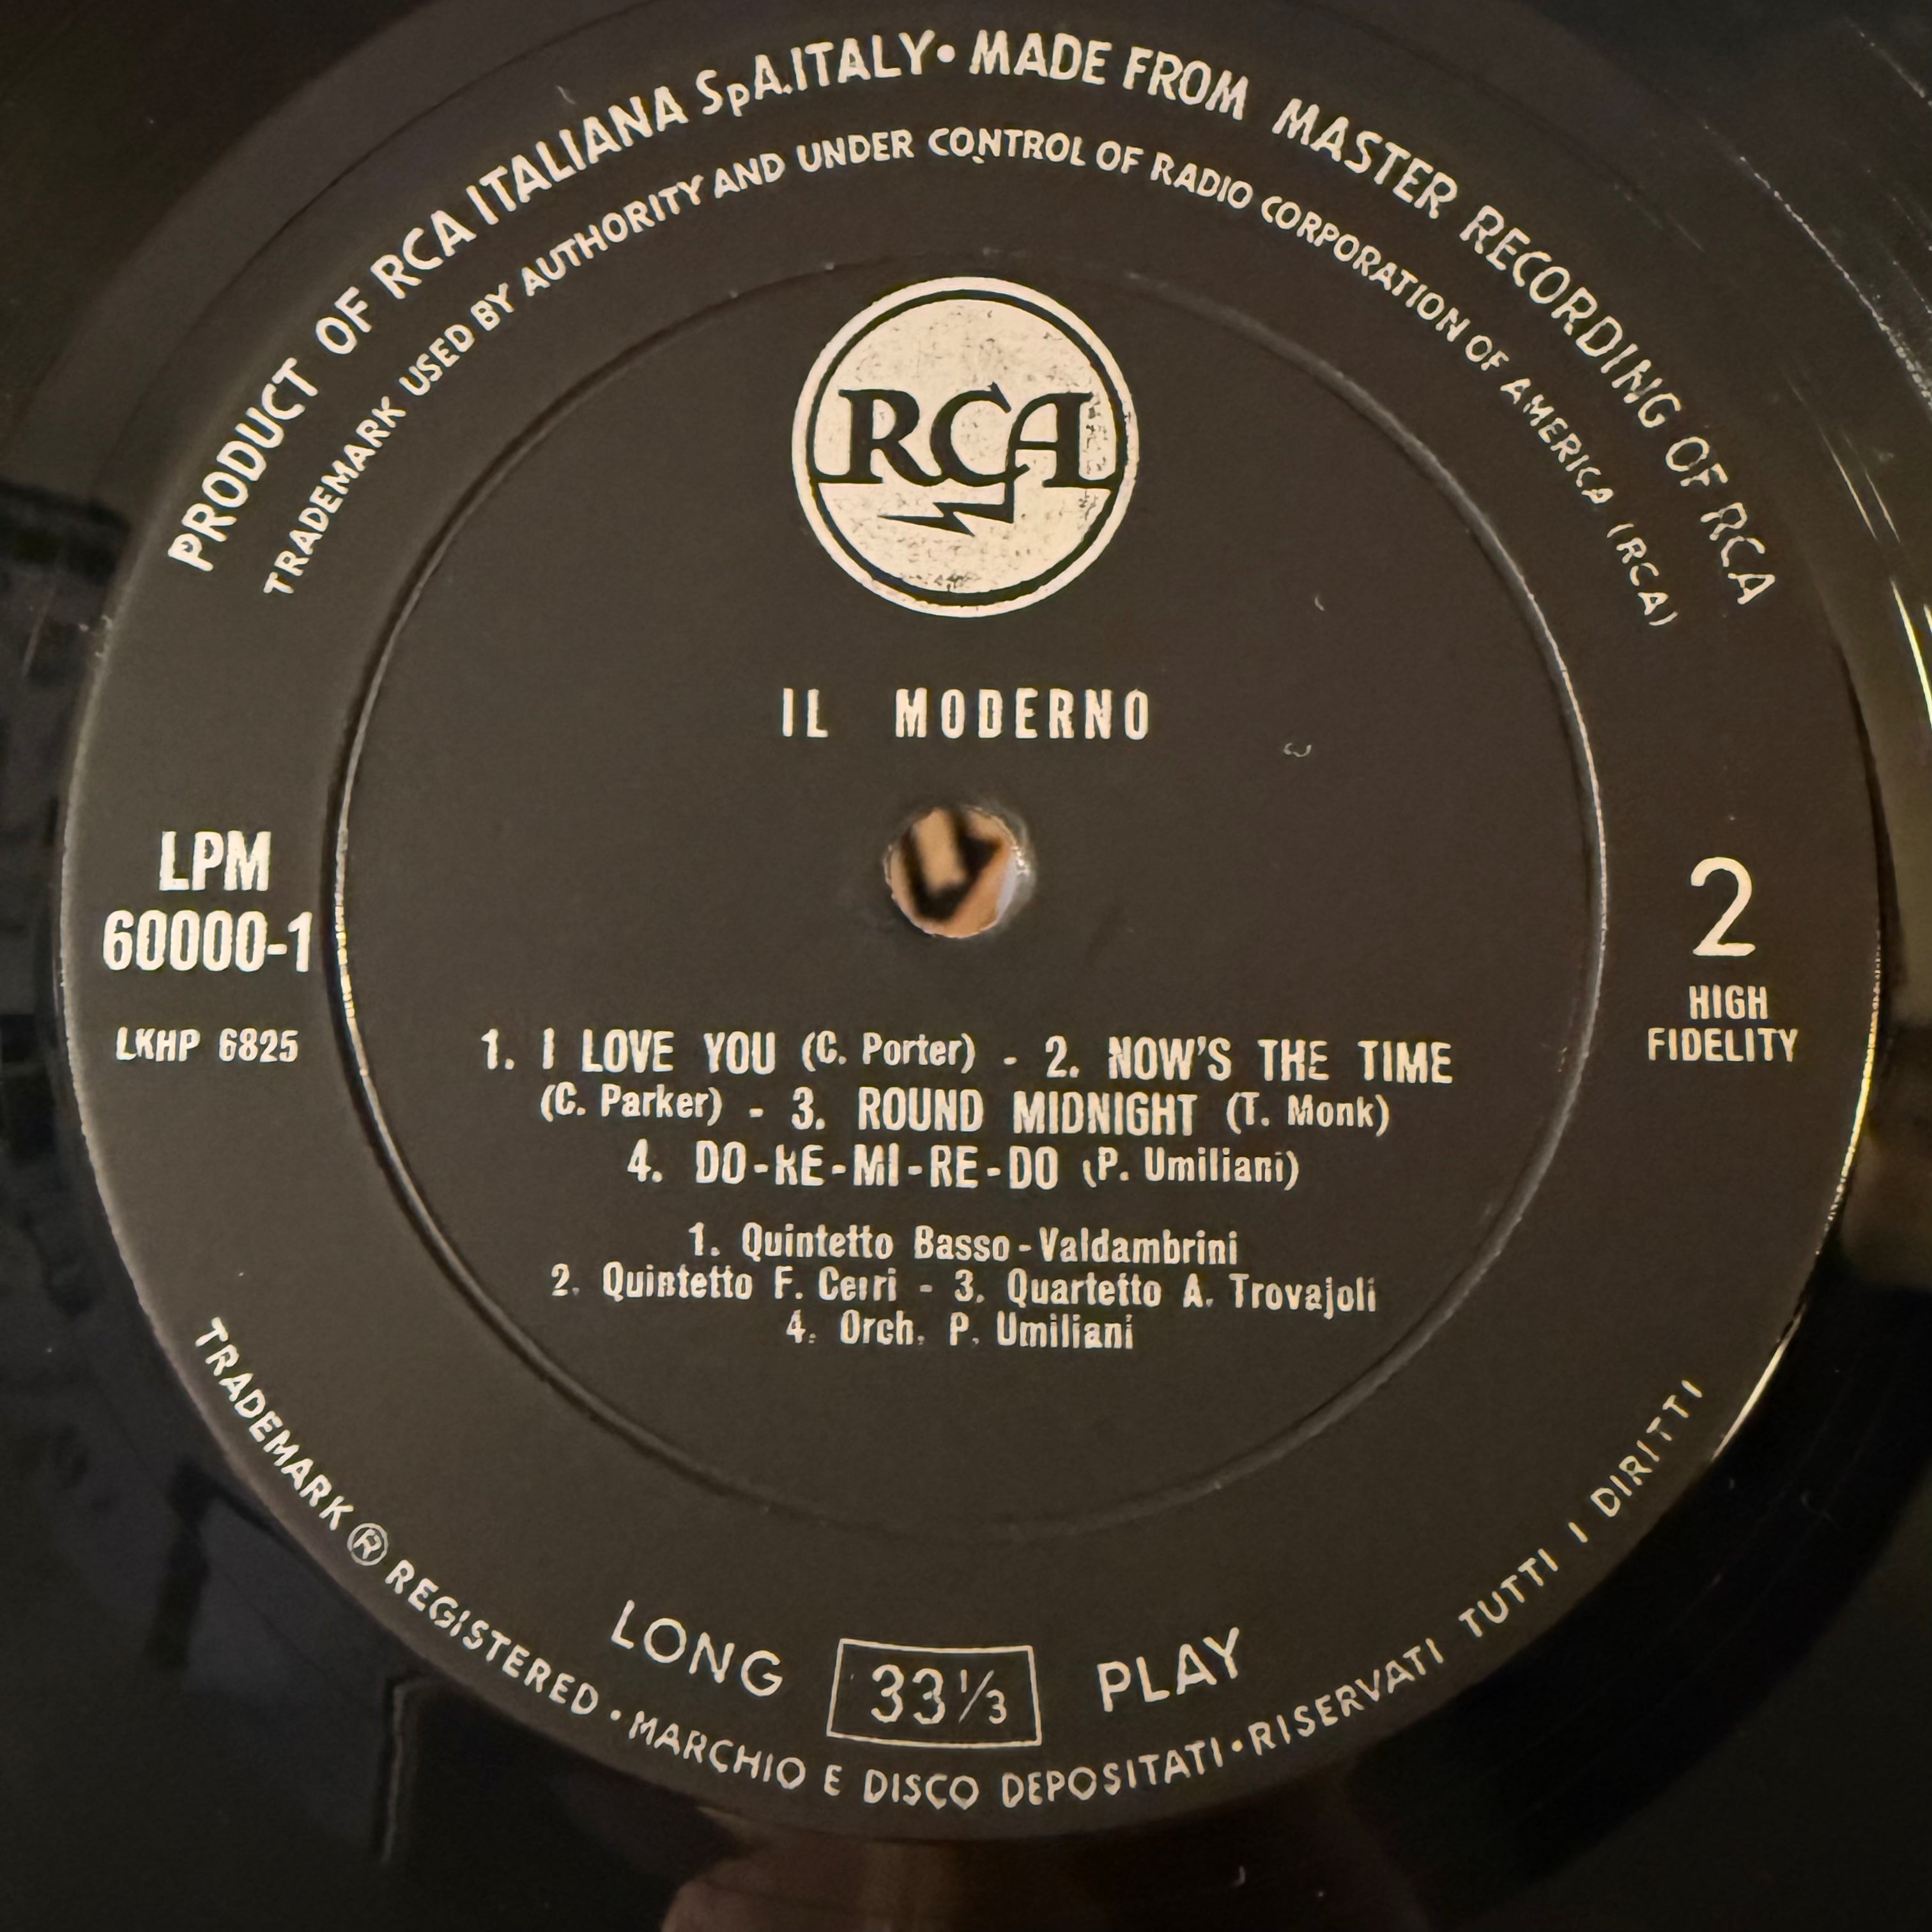 PRODUCT OF RCA ITALIANA SpA.ITALY • MADE FROM MASTER RECORDING OF RCA
TRADEMARK USED BY AUTHORITY AND UNDER CONTROL OF RADIO CORPORATION OF AMERICA (RCA)
RCA
IL MODERNO
LPM
60000-1
LKHP 6825
2
HIGH
FIDELITY
1. I LOVE YOU (C. Porter) - 2. NOW'S THE TIME
(C. Parker) - 3. ROUND MIDNIGHT (T. Monk)
4. DO-RE-MI-RE-DO (P. Umiliani)
1. Quintetto Basso-Valdambrini
2. Quintetto F. Cerri - 3. Quartetto A. Trovajoli
4. Orch. P. Umiliani
LONG 33 1/3 PLAY
TRADEMARK ® REGISTERED • MARCHIO E DISCO DEPOSITATI • RISERVATI TUTTI I DIRITTI